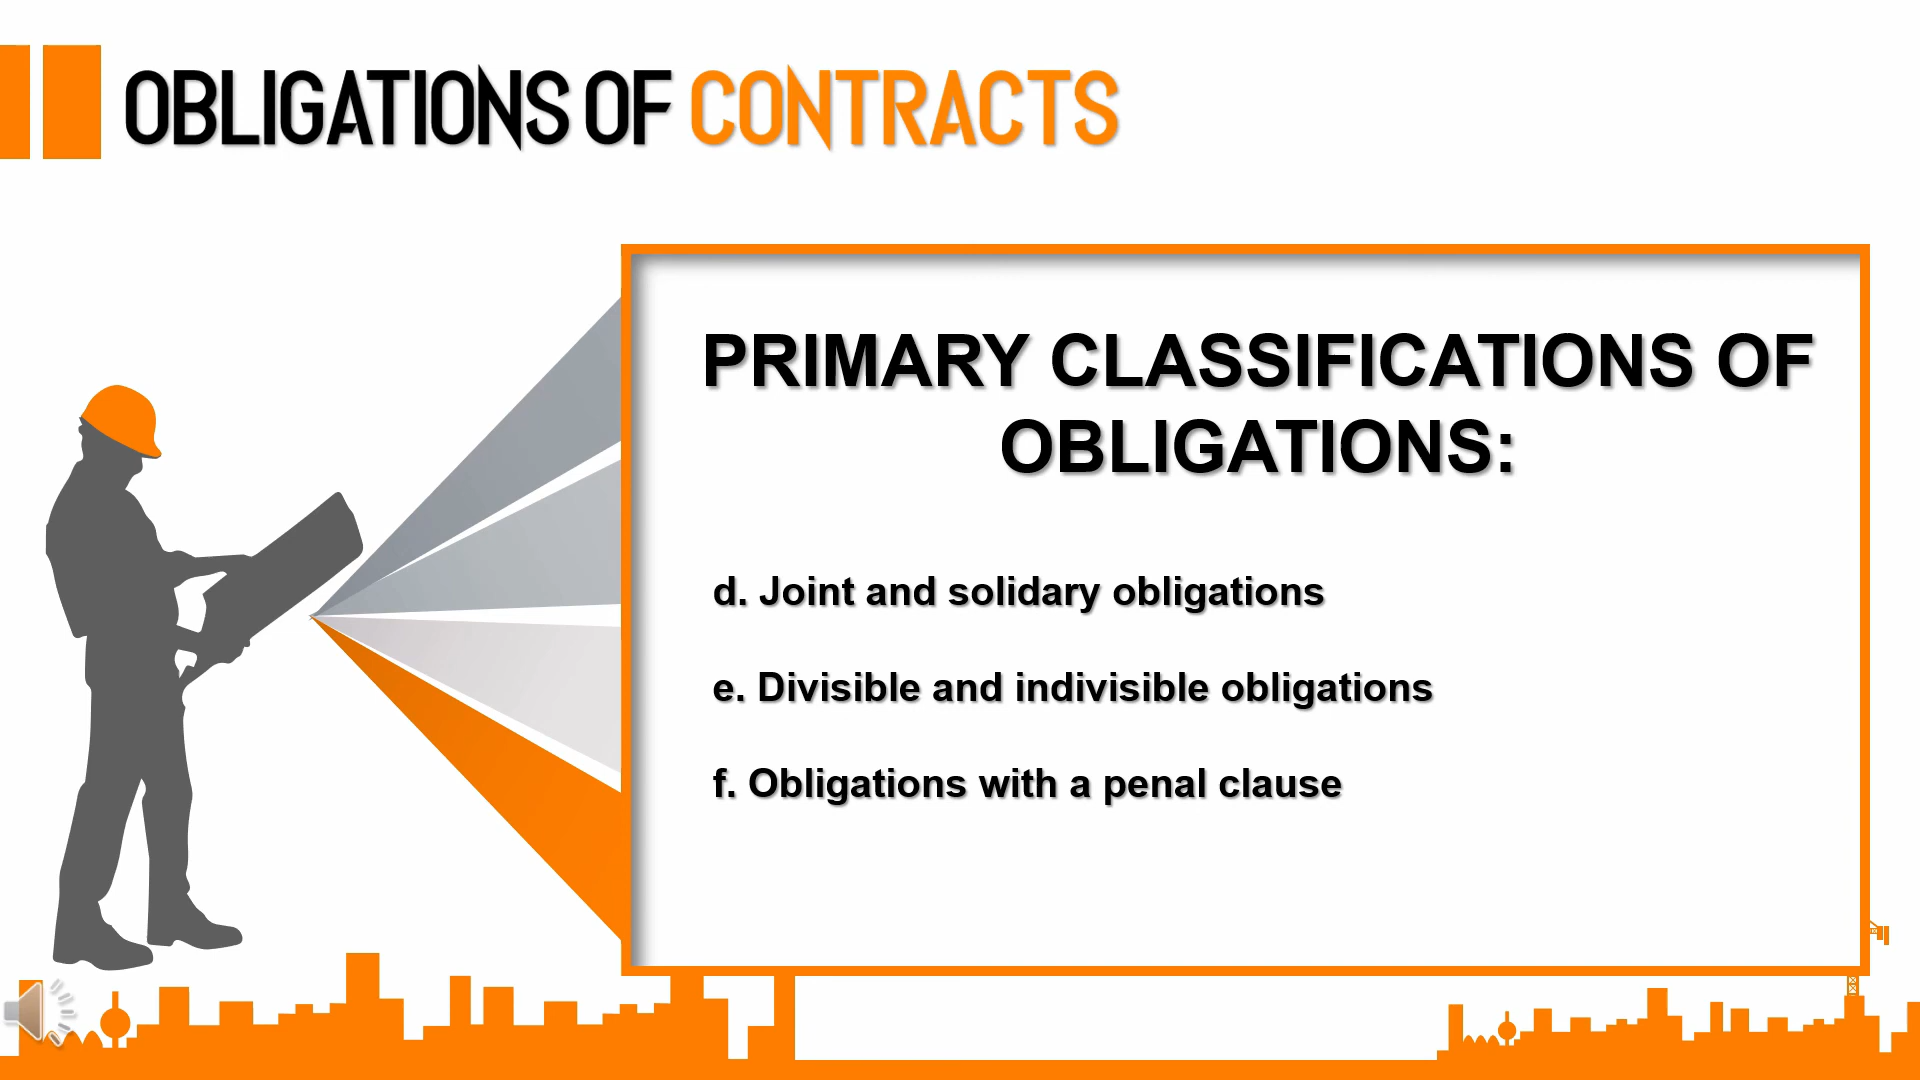 OBLIGATIONS OF CONTRACTS
PRIMARY CLASSIFICATIONS OF
OBLIGATIONS:
d. Joint and solidary obligations
e. Divisible and indivisible obligations
f. Obligations with a penal clause